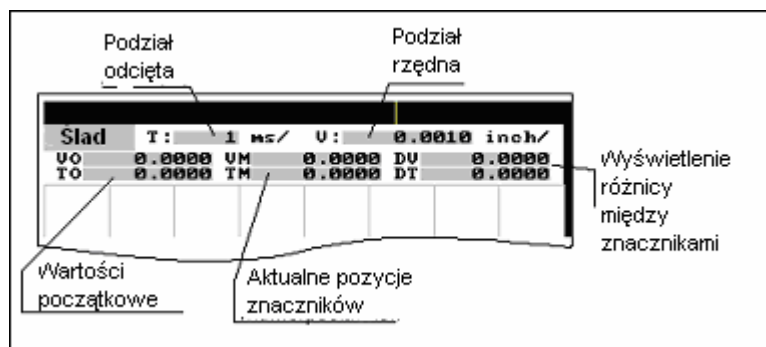 Podział
odcięta
Podział
rzędna
Ślad T: 1 ms/ V: 0.0010 inch/
VO 0.0000 VM 0.0000 DV 0.0000
TO 0.0000 TM 0.0000 DT 0.0000
Wyświetlenie
różnicy
między
znacznikami
Wartości
początkowe
Aktualne pozycje
znaczników